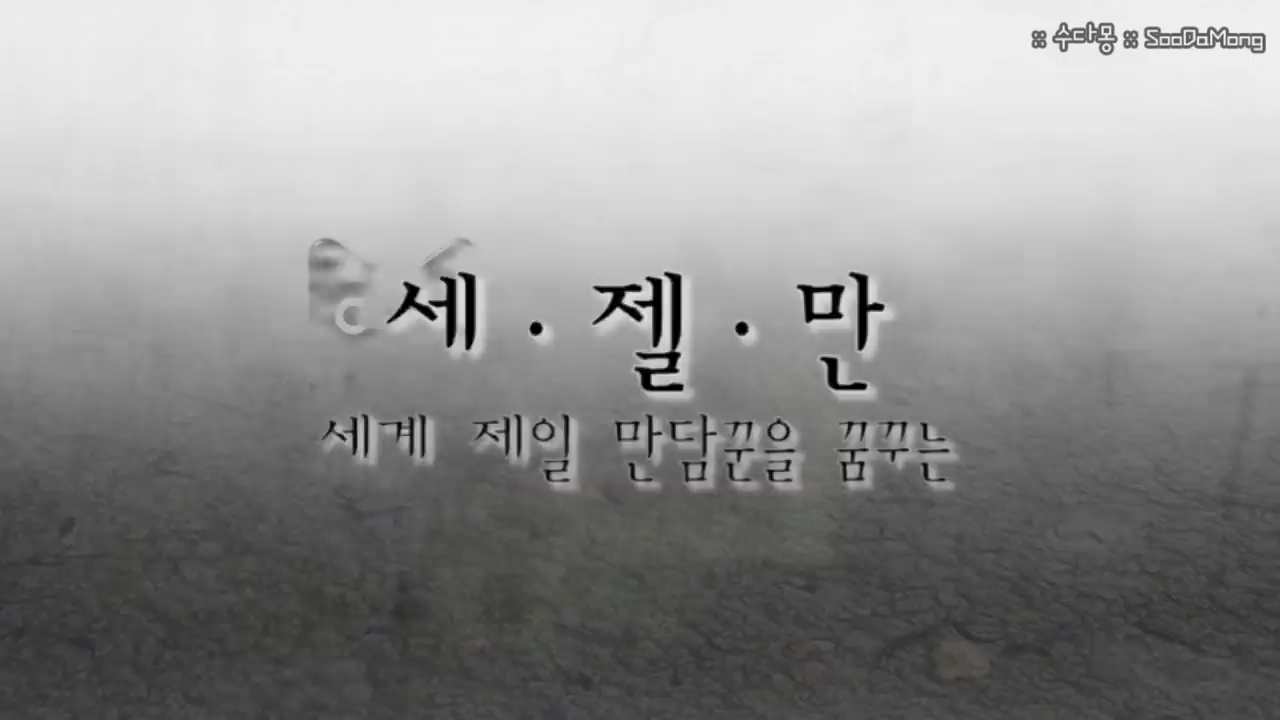 :: 수다몽 :: SooDaMong
세 · 젤 · 만
세계 제일 만담꾼을 꿈꾸는